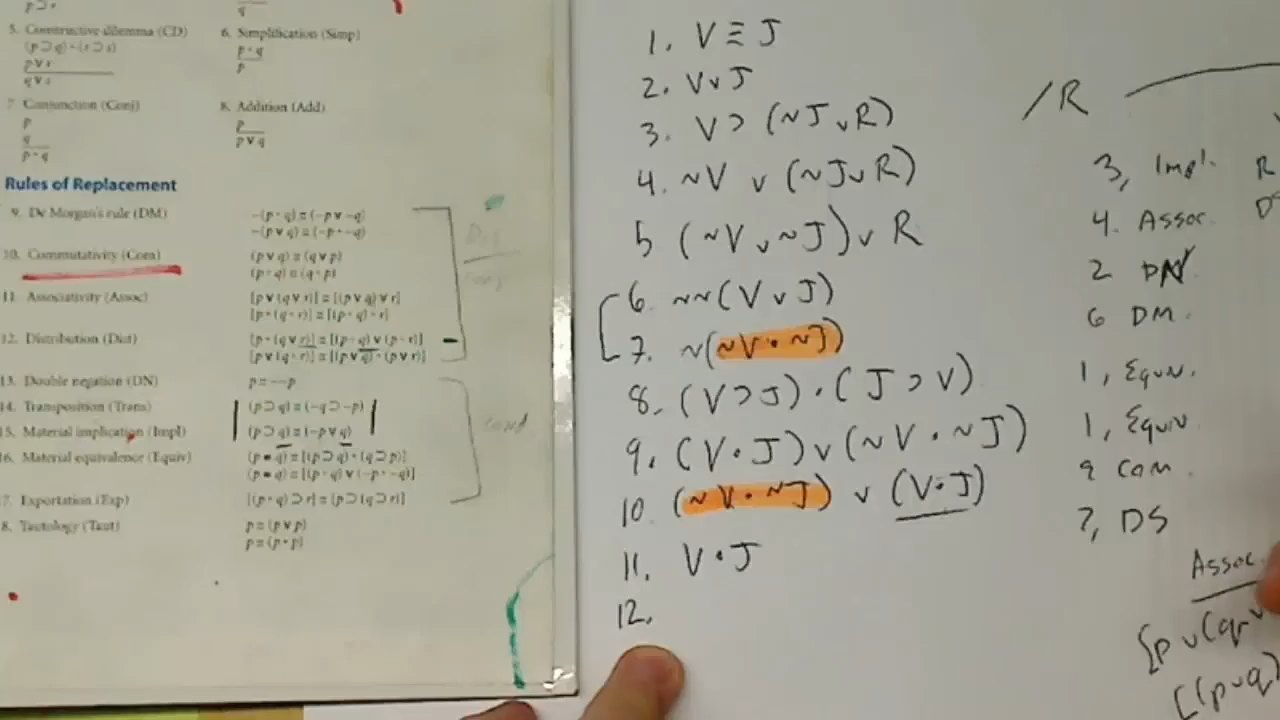 p ⊃ s
q
5. Constructive dilemma (CD)
(p ⊃ q) • (r ⊃ s)
p v r
q v s
6. Simplification (Simp)
p • q
p
7. Conjunction (Conj)
p
q
p • q
8. Addition (Add)
p
p v q
Rules of Replacement
9. De Morgan's rule (DM)
~(p • q) ≡ (~p v ~q)
~(p v q) ≡ (~p • ~q)
10. Commutativity (Com)
(p v q) ≡ (q v p)
(p • q) ≡ (q • p)
11. Associativity (Assoc)
[p v (q v r)] ≡ [(p v q) v r]
[p • (q • r)] ≡ [(p • q) • r]
12. Distribution (Dist)
[p • (q v r)] ≡ [(p • q) v (p • r)]
[p v (q • r)] ≡ [(p v q) • (p v r)]
13. Double negation (DN)
p ≡ ~~p
14. Transposition (Trans)
(p ⊃ q) ≡ (~q ⊃ ~p)
15. Material implication (Impl)
(p ⊃ q) ≡ (~p v q)
16. Material equivalence (Equiv)
(p ≡ q) ≡ [(p ⊃ q) • (q ⊃ p)]
(p ≡ q) ≡ [(p • q) v (~p • ~q)]
17. Exportation (Exp)
[(p • q) ⊃ r] ≡ [p ⊃ (q ⊃ r)]
8. Tautology (Taut)
p ≡ (p v p)
p ≡ (p • p)
1. V ≡ J
2. V v J
3. V ⊃ (~J v R) /R
4. ~V v (~J v R) 3, Impl.
5 (~V v ~J) v R 4. Assoc.
6. ~~(V v J) 2 DN
7. ~(~V • ~J) 6 DM.
8. (V ⊃ J) • (J ⊃ V) 1, Equiv.
9. (V • J) v (~V • ~J) 1, Equiv
10. (~V • ~J) v (V • J) 9 Com.
11. V • J 7, DS
12.
R
Assoc.
[p v (q v
[(p v q)